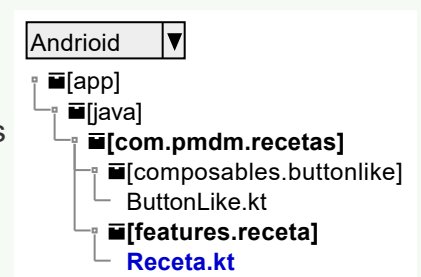 Andrioid
[app]
[java]
s
[com.pmdm.recetas]
[composables.buttonlike]
ButtonLike.kt
[features.receta]
Receta.kt